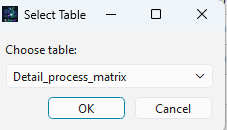 Select Table
Choose table:
Detail_process_matrix
OK
Cancel